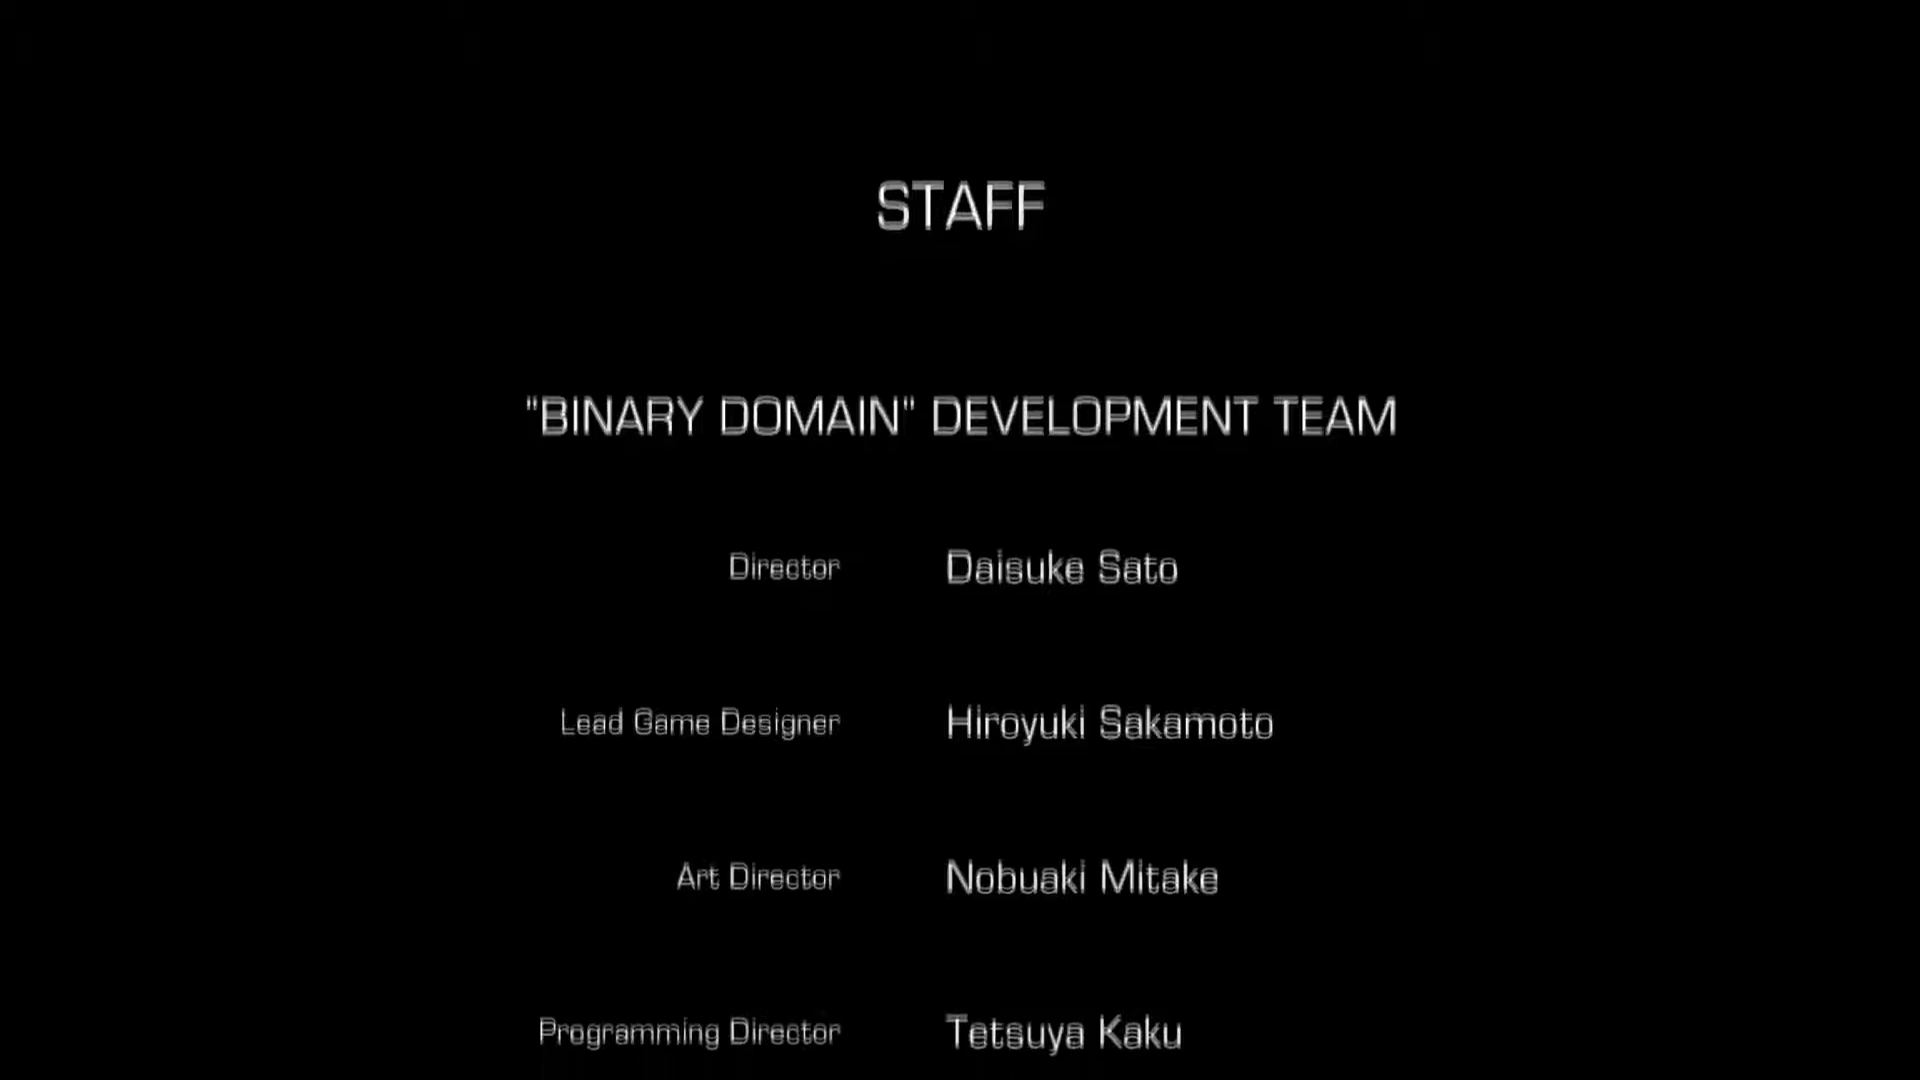 STAFF
"BINARY DOMAIN" DEVELOPMENT TEAM
Director Daisuke Sato
Lead Game Designer Hiroyuki Sakamoto
Art Director Nobuaki Mitake
Programming Director Tetsuya Kaku